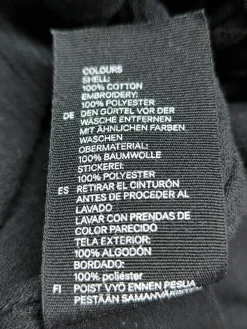 COLOURS
SHELL:
100% COTTON
EMBROIDERY:
100% POLYESTER
DE DEN GÜRTEL VOR DER
WÄSCHE ENTFERNEN
MIT ÄHNLICHEN FARBEN
WASCHEN
OBERMATERIAL:
100% BAUMWOLLE
STICKEREI:
100% POLYESTER
ES RETIRAR EL CINTURÓN
ANTES DE PROCEDER AL
LAVADO
LAVAR CON PRENDAS DE
COLOR PARECIDO
TELA EXTERIOR:
100% ALGODÓN
BORDADO:
100% poliéster
FI POIST VYÖ ENNEN PESUA
PESTÄÄN